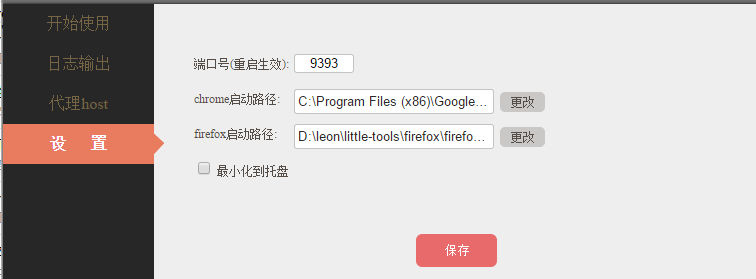 开始使用
日志输出
代理host
设 置
端口号(重启生效): 9393
chrome启动路径: C:\Program Files (x86)\Google... 更改
firefox启动路径: D:\leon\little-tools\firefox\firefo... 更改
最小化到托盘
保存